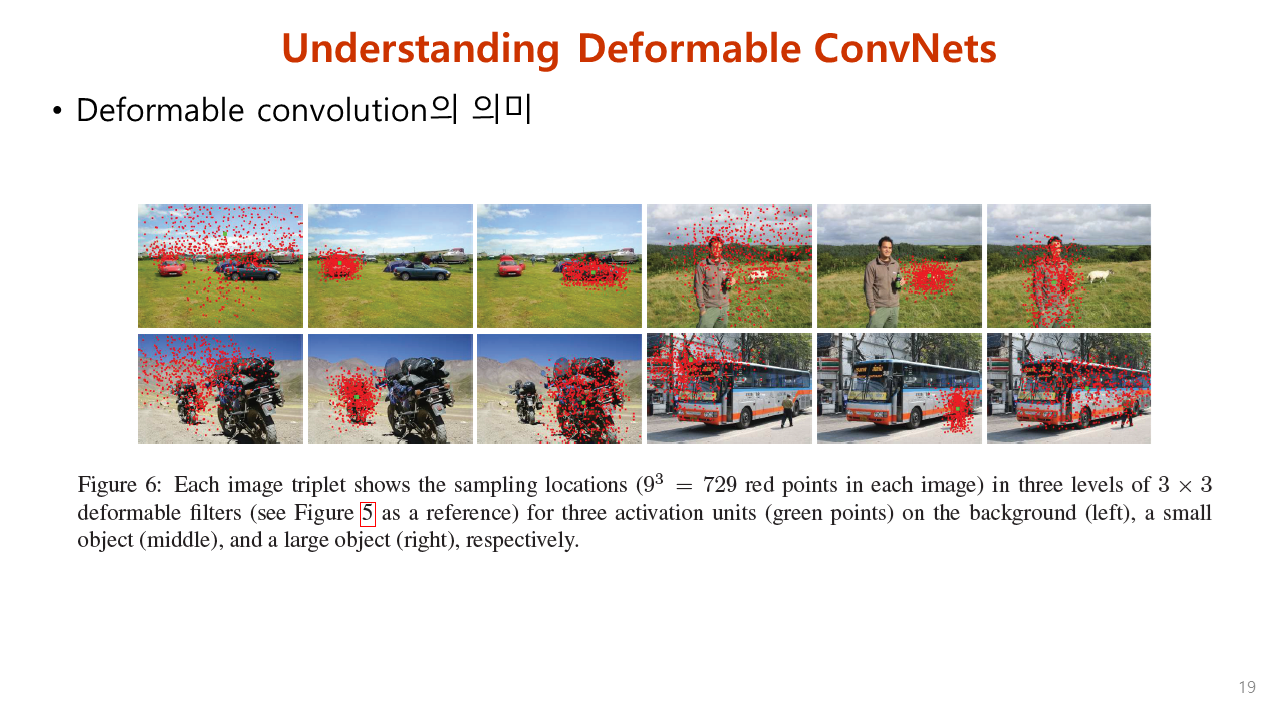 Understanding Deformable ConvNets
• Deformable convolution의 의미
Figure 6: Each image triplet shows the sampling locations (9³ = 729 red points in each image) in three levels of 3 × 3
deformable filters (see Figure 5 as a reference) for three activation units (green points) on the background (left), a small
object (middle), and a large object (right), respectively.
19